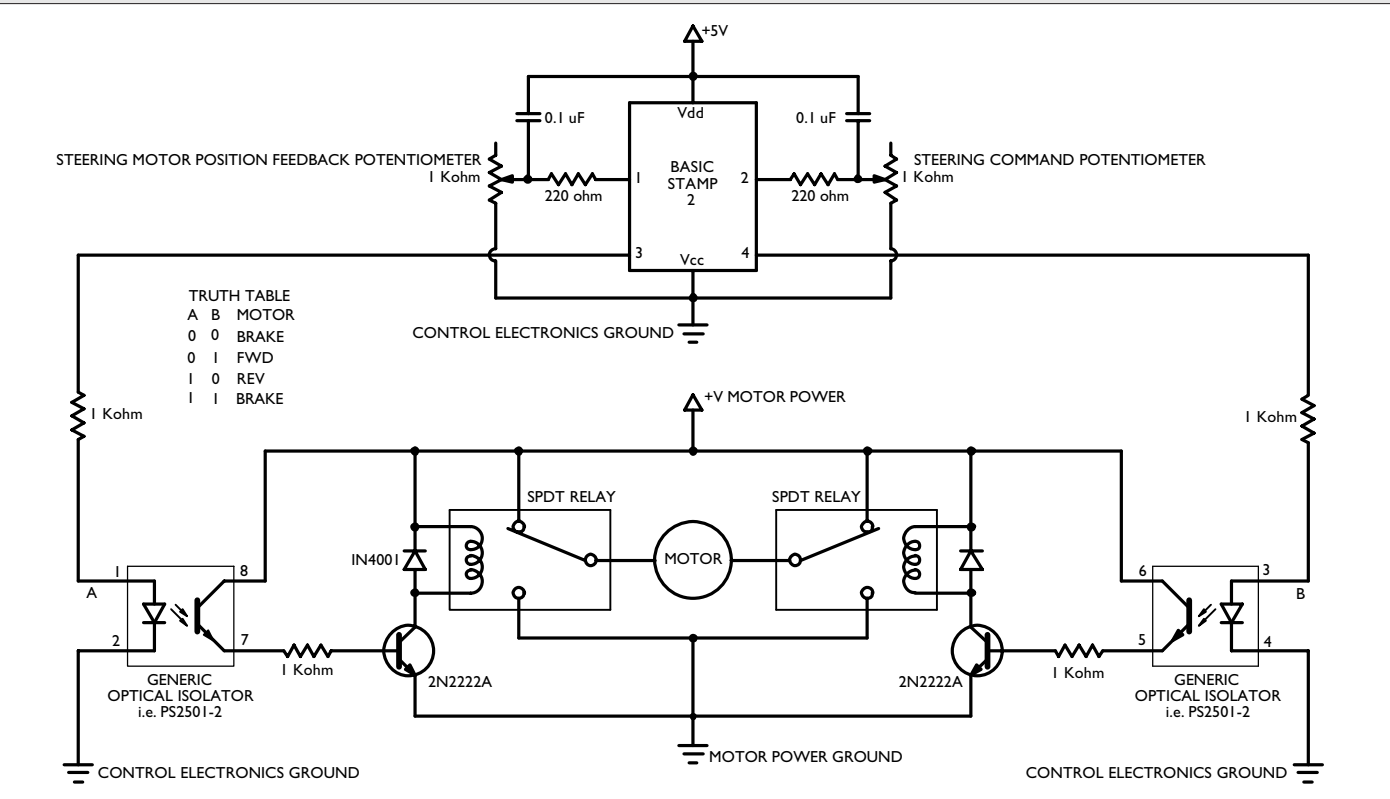 +5V
0.1 uF
Vdd
0.1 uF
STEERING MOTOR POSITION FEEDBACK POTENTIOMETER
1 Kohm
220 ohm
1
BASIC
STAMP
2
2
220 ohm
STEERING COMMAND POTENTIOMETER
1 Kohm
3
Vcc
4
TRUTH TABLE
A B MOTOR
0 0 BRAKE
0 1 FWD
1 0 REV
1 1 BRAKE
CONTROL ELECTRONICS GROUND
1 Kohm
+V MOTOR POWER
1 Kohm
SPDT RELAY
SPDT RELAY
IN4001
MOTOR
1
8
A
2
7
6
3
B
5
4
1 Kohm
2N2222A
2N2222A
1 Kohm
GENERIC
OPTICAL ISOLATOR
i.e. PS2501-2
GENERIC
OPTICAL ISOLATOR
i.e. PS2501-2
MOTOR POWER GROUND
CONTROL ELECTRONICS GROUND
CONTROL ELECTRONICS GROUND